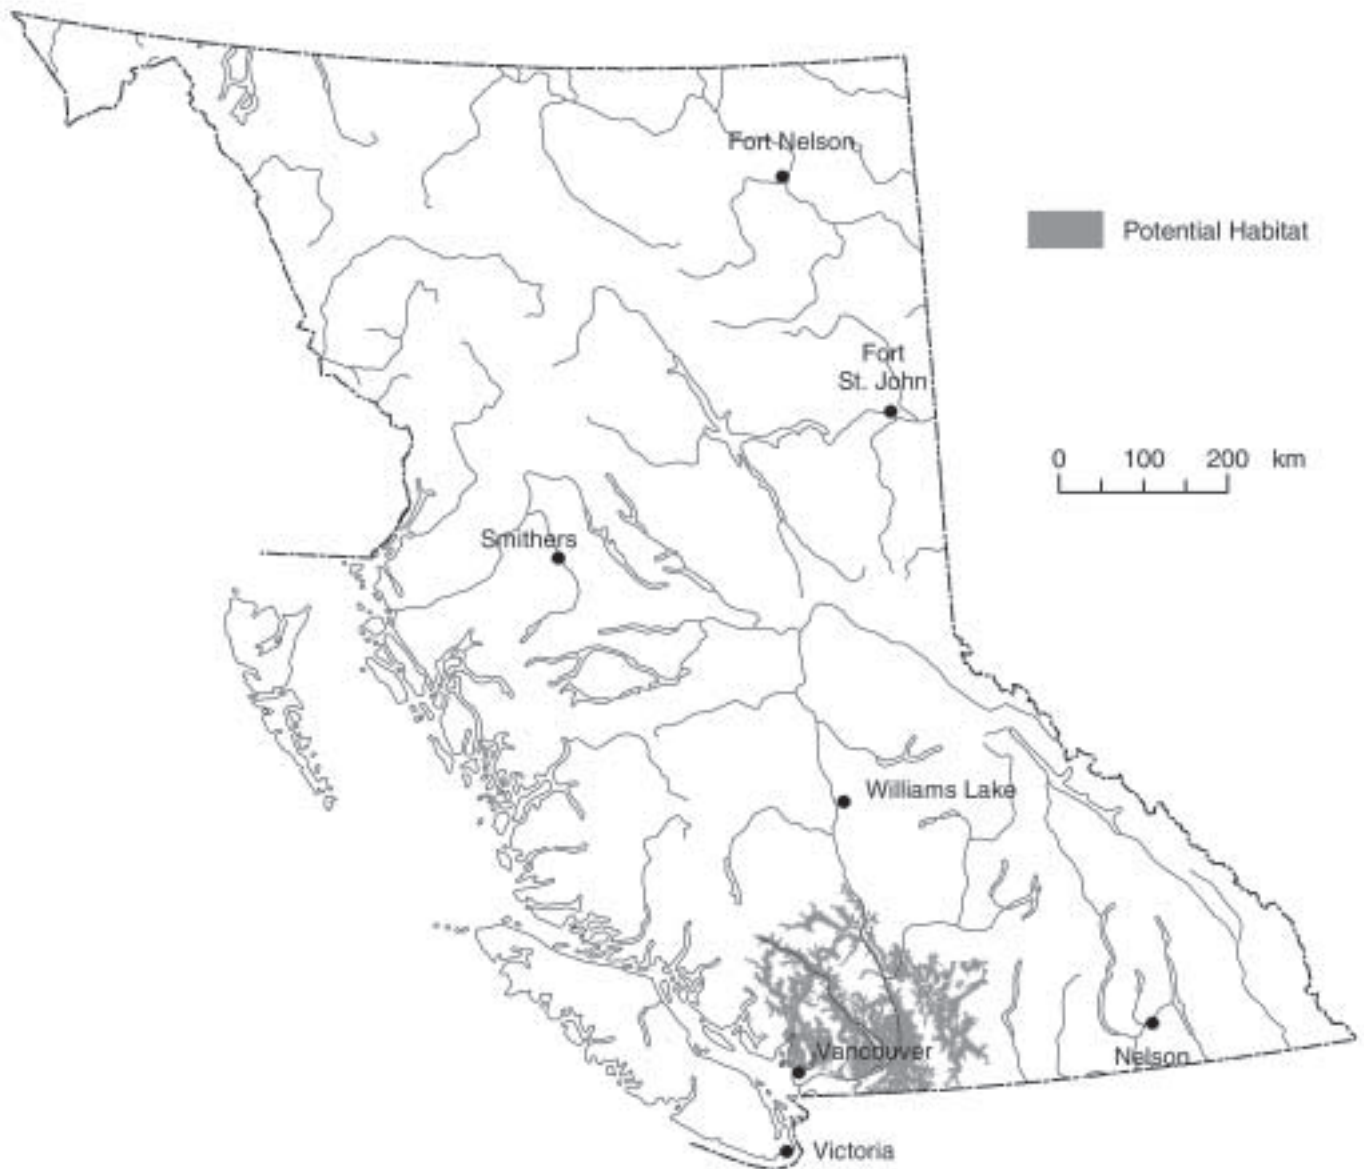 Fort Nelson
Potential Habitat
Fort
St. John
0 100 200 km
Smithers
Williams Lake
Vancouver
Nelson
Victoria